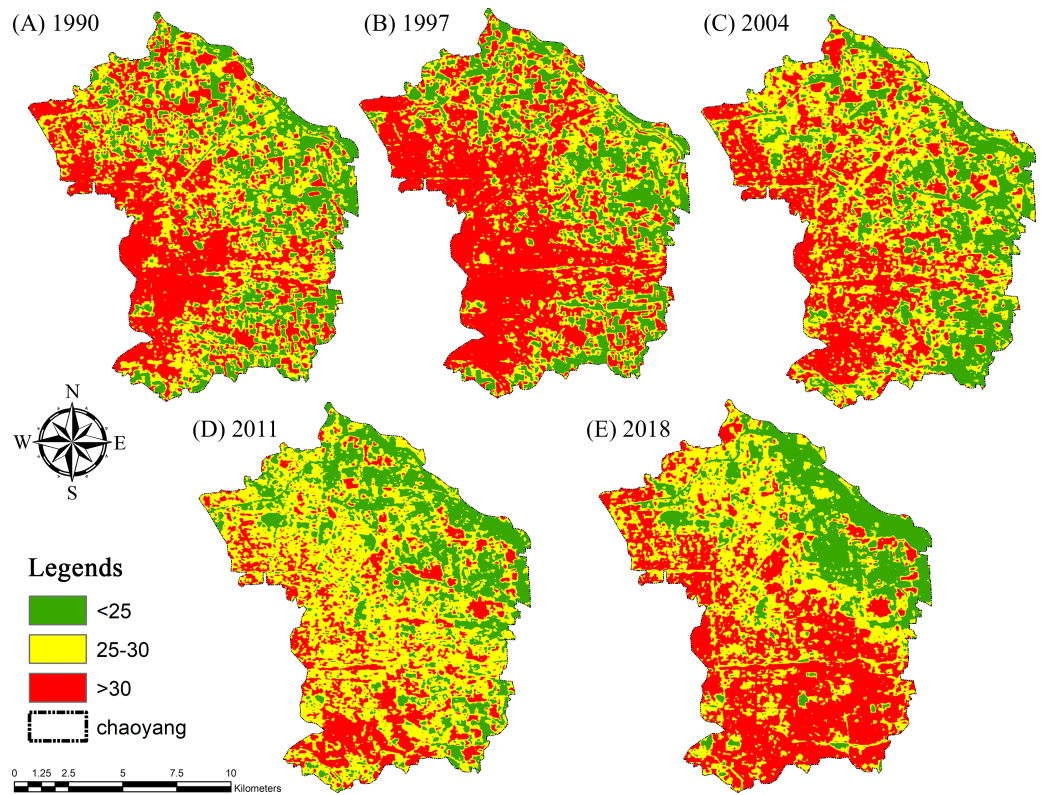 (A) 1990
(B) 1997
(C) 2004
(D) 2011
(E) 2018
N
W E
S
Legends
<25
25-30
>30
chaoyang
0 1.25 2.5 5 7.5 10
Kilometers